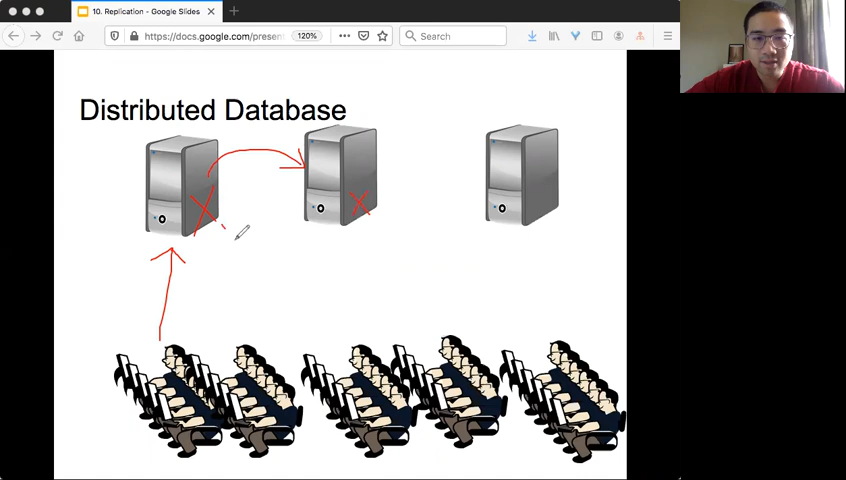 10. Replication - Google Slides
https://docs.google.com/presen
120%
Search
Distributed Database